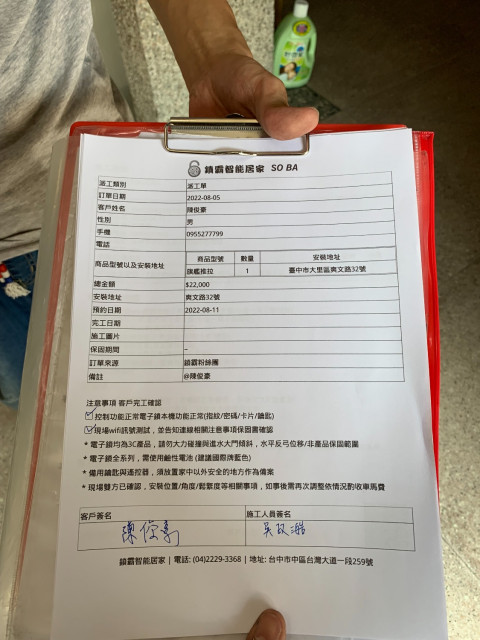 鎖霸智能居家 SO BA
派工類別 派工單
訂單日期 2022-08-05
客戶姓名 陳俊豪
性別 男
手機 0955277799
電話
商品型號以及安裝地址 商品型號 數量 安裝地址
旗艦推拉 1 臺中市大里區爽文路32號
總金額 $22,000
安裝地址 爽文路32號
預約日期 2022-08-11
完工日期
施工圖片
保固期間 –
訂單來源 鎖霸粉絲團
備註 @陳俊豪
注意事項 客戶完工確認
控制功能正常電子鎖本機功能正常(指紋/密碼/卡片/鑰匙)
現場wifi訊號測試，並告知連線相關注意事項保固書確認
* 電子鎖均為3C產品，請勿大力碰撞與進水大門傾斜，水平反弓位移/非產品保固範圍
* 電子鎖全系列，需使用鹼性電池 (建議國際牌藍色)
* 備用鑰匙與遙控器，須放置家中以外安全的地方作為備案
* 現場雙方已確認，安裝位置/角度/鬆緊度等相關事項，如事後需再次調整依情況酌收車馬費
客戶簽名 施工人員簽名
陳俊豪 吳政
鎖霸智能居家 | 電話: (04)2229-3368 | 地址: 台中市中區台灣大道一段259號